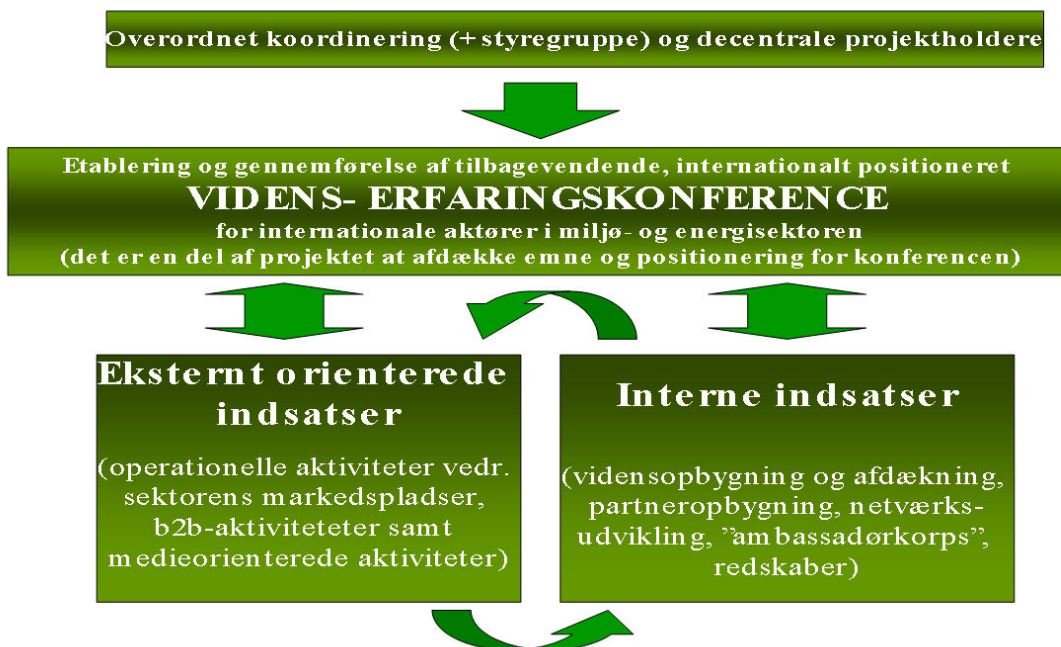 Overordnet koordinering (+ styregruppe) og decentrale projektholdere
Etablering og gennemførelse af tilbagevendende, internationalt positioneret
VIDENS- ERFARINGSKONFERENCE
for internationale aktører i miljø- og energisektoren
(det er en del af projektet at afdække emne og positionering for konferencen)
Eksternt orienterede
indsatser
(operationelle aktiviteter vedr.
sektorens markedspladser,
b2b-aktiviteteter samt
medieorienterede aktiviteter)
Interne indsatser
(vidensopbygning og afdækning,
partneropbygning, netværks-
udvikling, ”ambassadørkorps”,
redskaber)